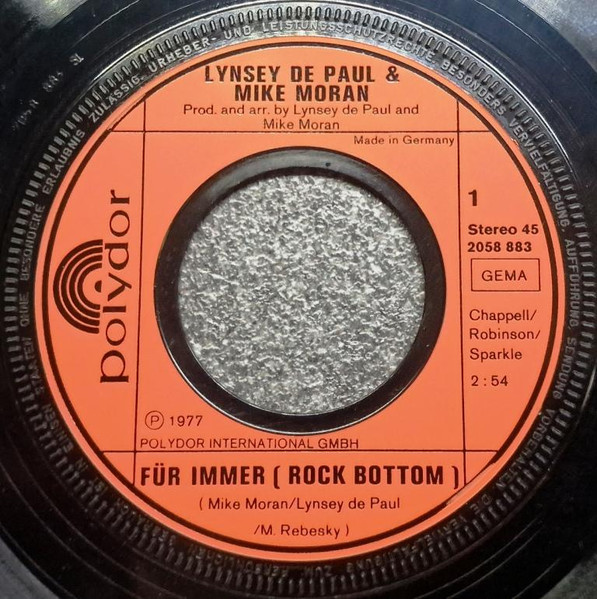 LYNSEY DE PAUL &
MIKE MORAN
Prod. and arr. by Lynsey de Paul and
Mike Moran
Made in Germany
polydor
1
Stereo 45
2058 883
GEMA
Chappell/
Robinson/
Sparkle
2:54
Ⓟ 1977
POLYDOR INTERNATIONAL GMBH
FÜR IMMER ( ROCK BOTTOM )
( Mike Moran/Lynsey de Paul
/M. Rebesky )
OHNE BESONDERE ERLAUBNIS ZULÄSSIG. URHEBER- UND LEISTUNGSSCHUTZRECHTE, BESONDERS VERVIELFÄLTIGUNG, AUFFÜHRUNG, SENDUNG